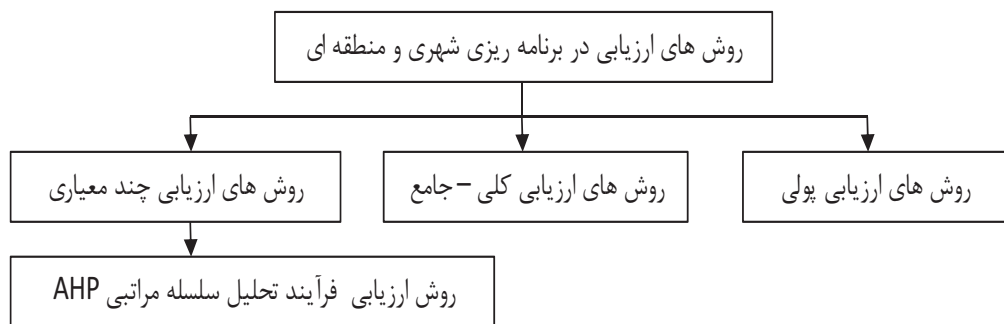 روش های ارزیابی در برنامه ریزی شهری و منطقه ای
روش های ارزیابی پولی
روش های ارزیابی کلی – جامع
روش های ارزیابی چند معیاری
روش ارزیابی فرآیند تحلیل سلسله مراتبی AHP